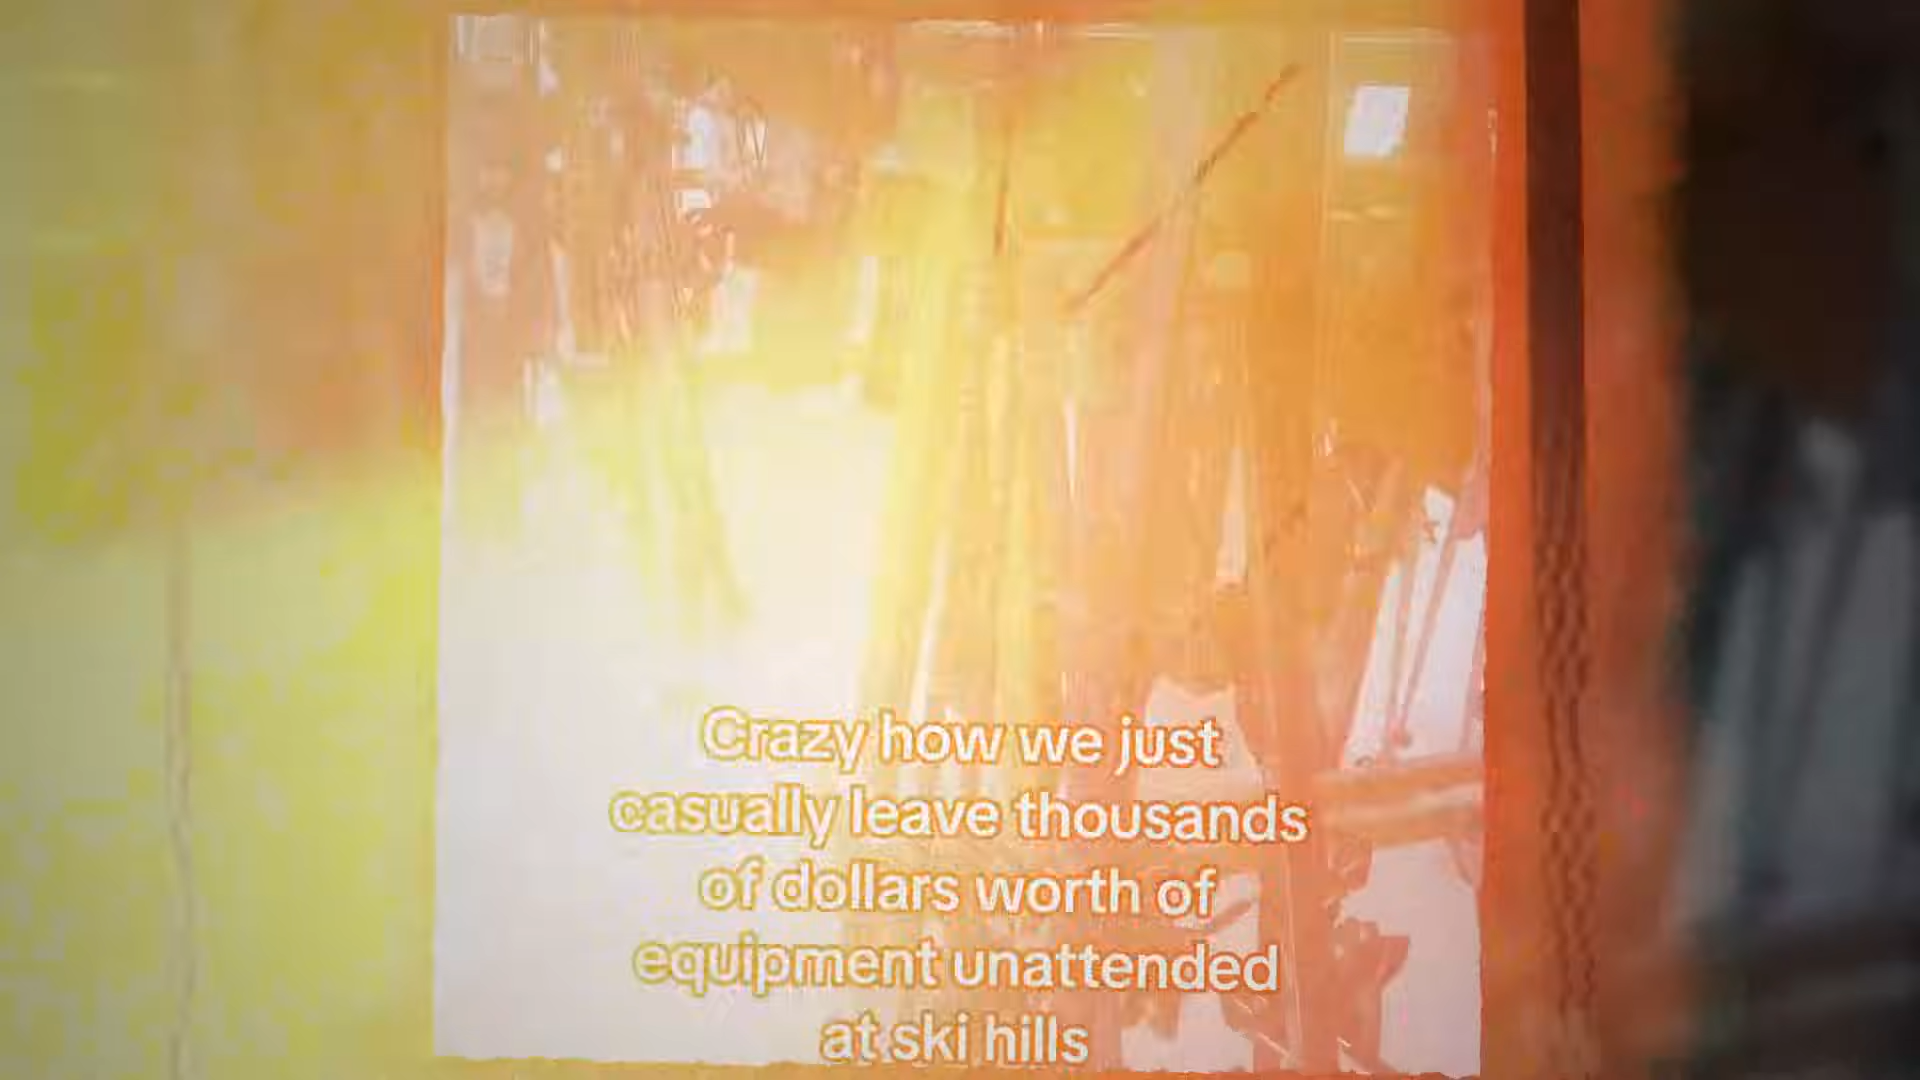 Crazy how we just
casually leave thousands
of dollars worth of
equipment unattended
at ski hills